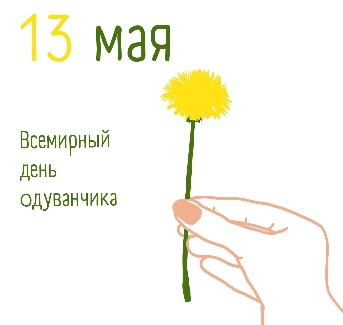 13 мая
Всемирный
день
одуванчика